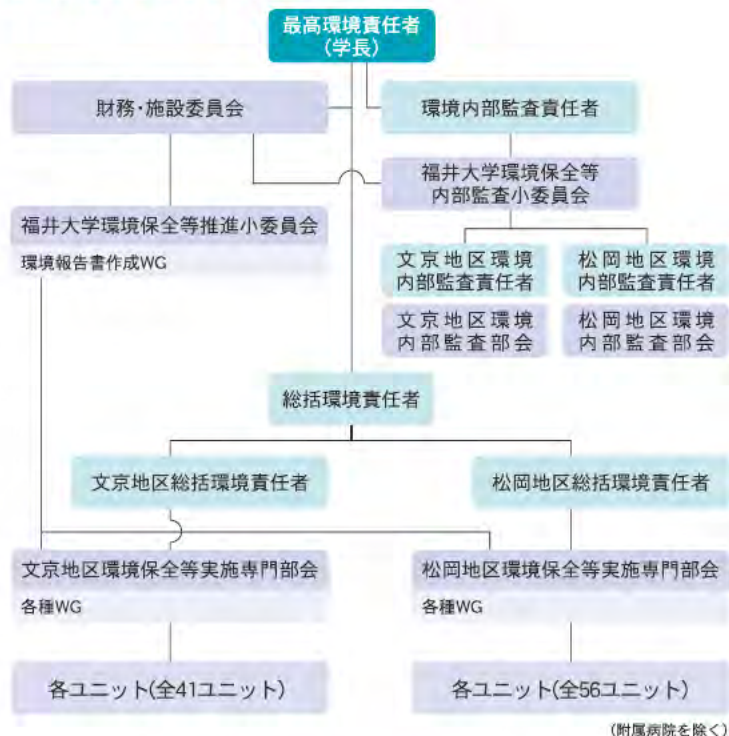 最高環境責任者
(学長)
財務・施設委員会
環境内部監査責任者
福井大学環境保全等
内部監査小委員会
福井大学環境保全等推進小委員会
環境報告書作成WG
文京地区環境
内部監査責任者
松岡地区環境
内部監査責任者
文京地区環境
内部監査部会
松岡地区環境
内部監査部会
総括環境責任者
文京地区総括環境責任者
松岡地区総括環境責任者
文京地区環境保全等実施専門部会
各種WG
松岡地区環境保全等実施専門部会
各種WG
各ユニット(全41ユニット)
各ユニット(全56ユニット)
(附属病院を除く)